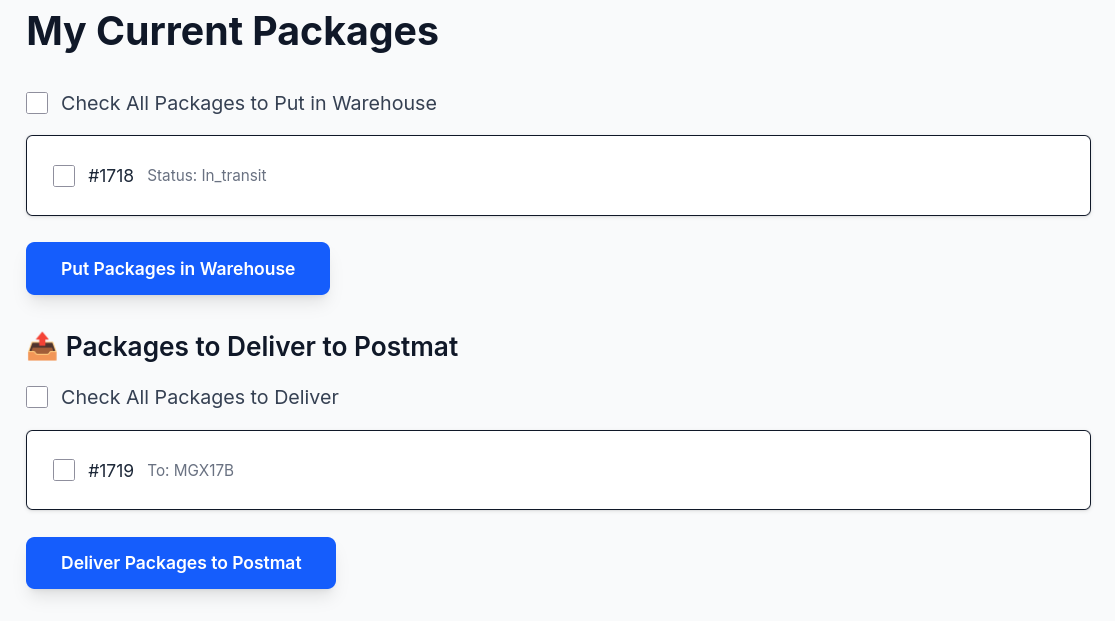 My Current Packages
Check All Packages to Put in Warehouse
#1718 Status: In_transit
Put Packages in Warehouse
📤 Packages to Deliver to Postmat
Check All Packages to Deliver
#1719 To: MGX17B
Deliver Packages to Postmat